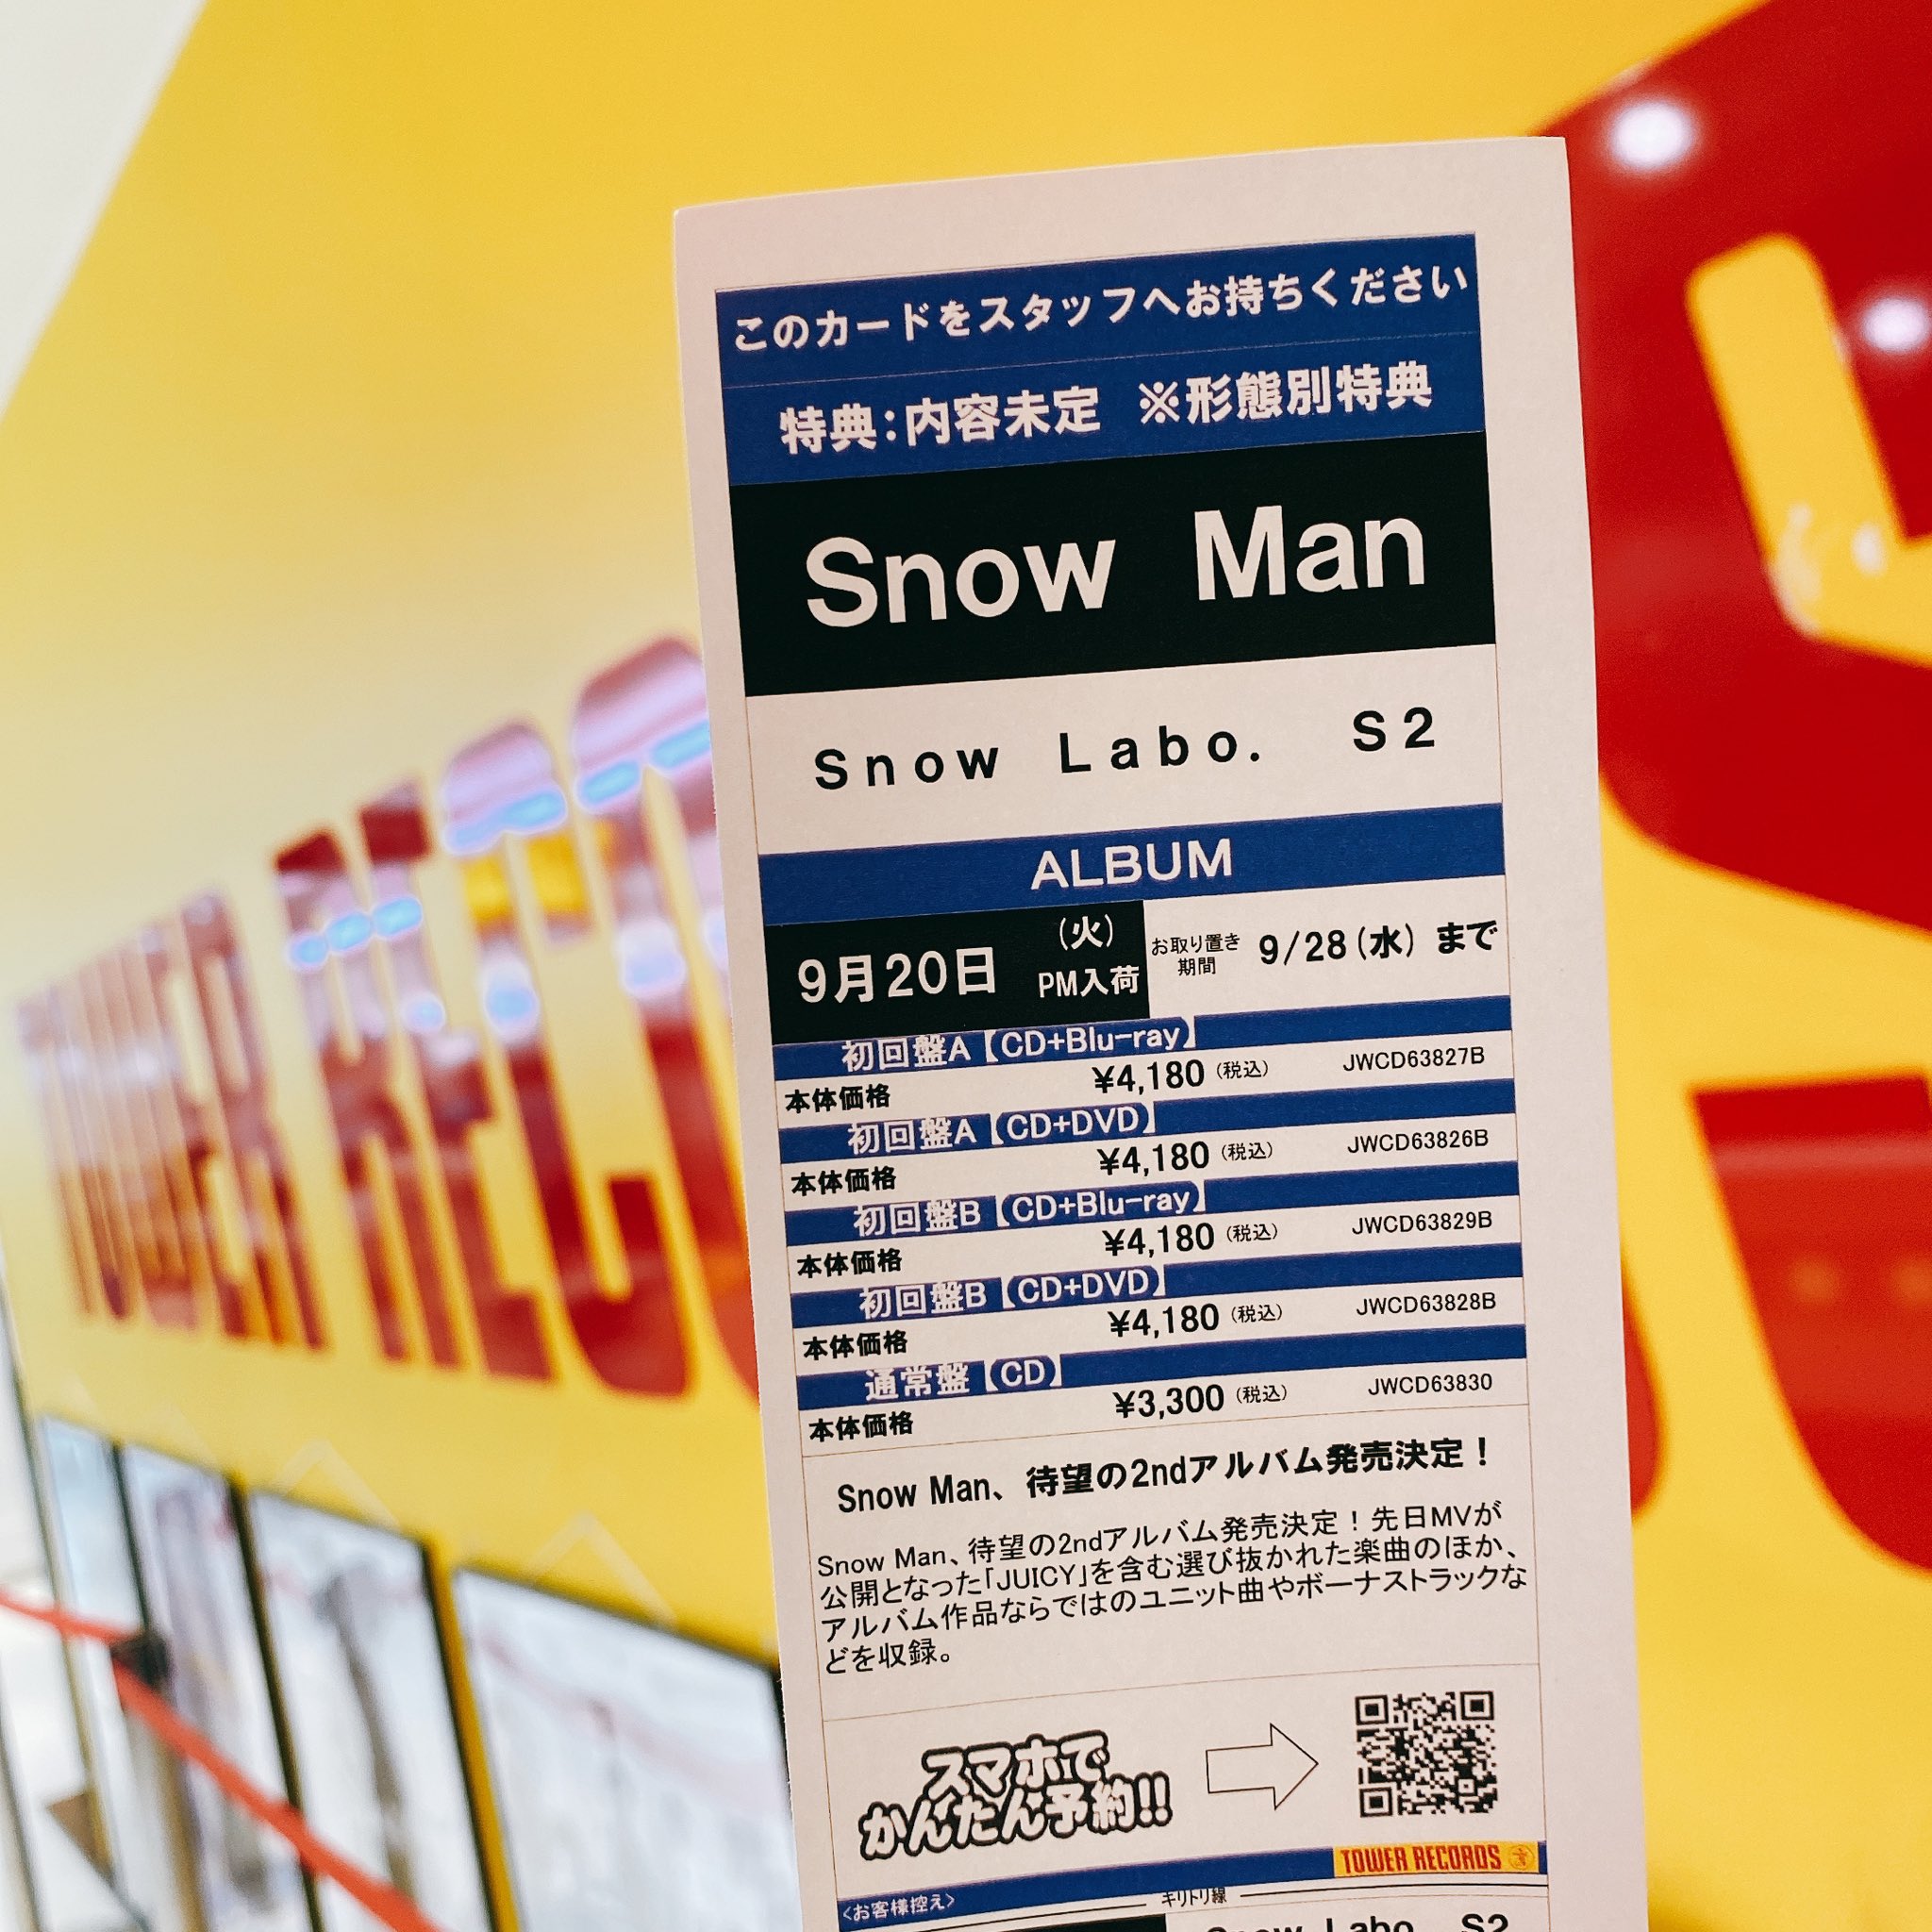 このカードをスタッフへお持ちください
特典:内容未定 ※形態別特典
Snow Man
Snow Labo. S2
ALBUM
9月20日 (火) PM入荷
お取り置き期間 9/28(水) まで
初回盤A【CD+Blu-ray】
本体価格 ¥4,180 (税込) JWCD63827B
初回盤A【CD+DVD】
本体価格 ¥4,180 (税込) JWCD63826B
初回盤B【CD+Blu-ray】
本体価格 ¥4,180 (税込) JWCD63829B
初回盤B【CD+DVD】
本体価格 ¥4,180 (税込) JWCD63828B
通常盤【CD】
本体価格 ¥3,300 (税込) JWCD63830
Snow Man、待望の2ndアルバム発売決定!
Snow Man、待望の2ndアルバム発売決定!先日MVが
公開となった「JUICY」を含む選び抜かれた楽曲のほか、
アルバム作品ならではのユニット曲やボーナストラックな
どを収録。
スマホで
かんたん予約!!
TOWER RECORDS
<お客様控え>
キリトリ線
Snow Labo. S2
TOWER RECO